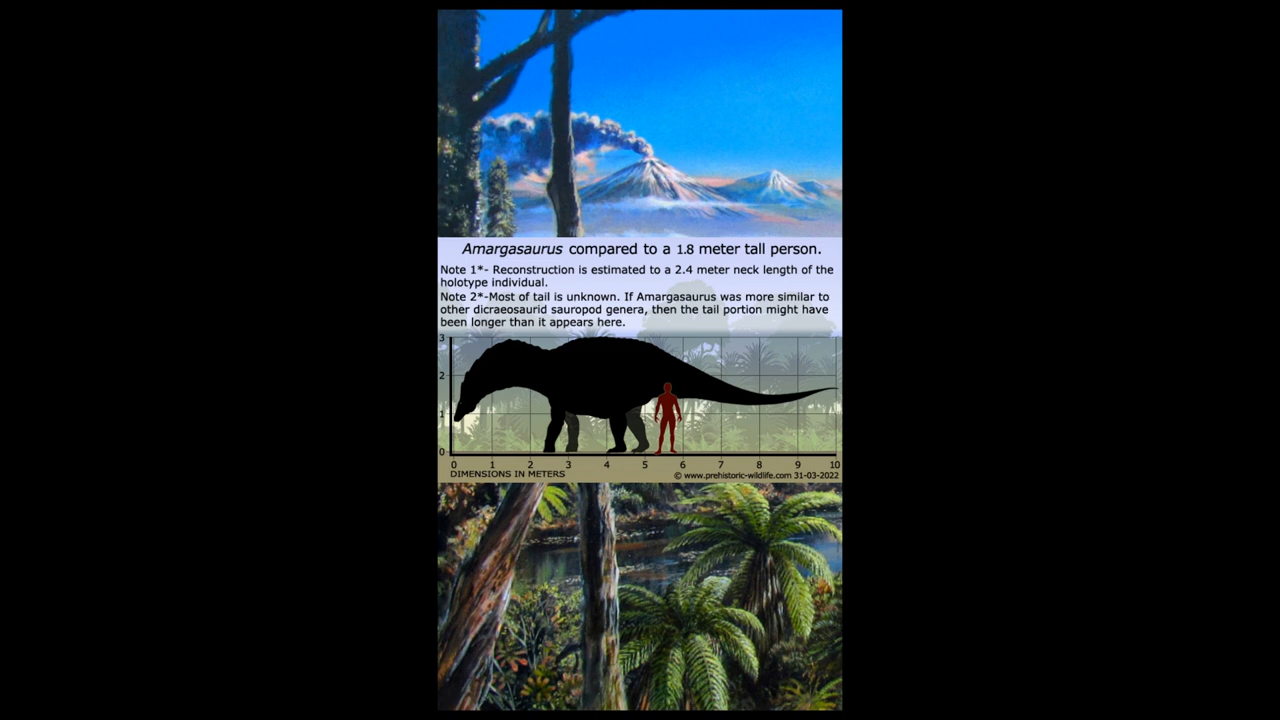 Amargasaurus compared to a 1.8 meter tall person.
Note 1*- Reconstruction is estimated to a 2.4 meter neck length of the
holotype individual.
Note 2*-Most of tail is unknown. If Amargasaurus was more similar to
other dicraeosaurid sauropod genera, then the tail portion might have
been longer than it appears here.
3
2
1
0
0 1 2 3 4 5 6 7 8 9 10
DIMENSIONS IN METERS
© www.prehistoric-wildlife.com 31-03-2022